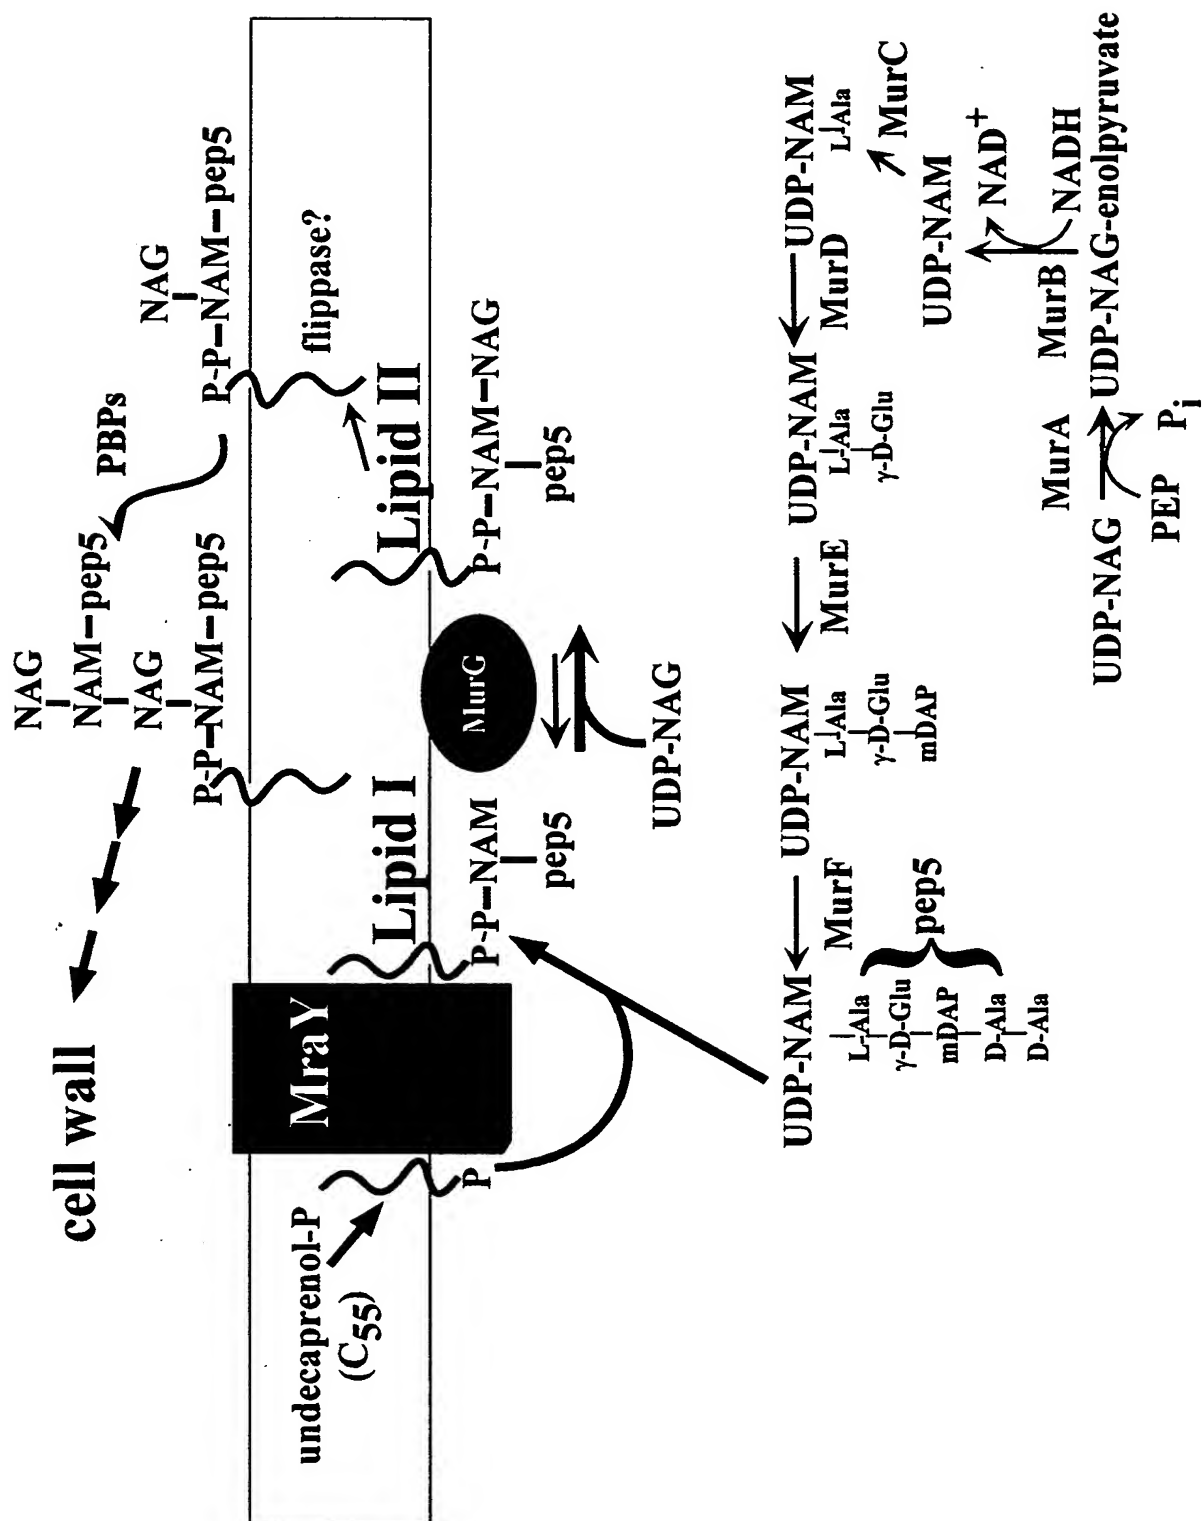 cell wall
NAG
NAM–pep5
NAG
P-P–NAM–pep5
PBPs
NAG
P-P–NAM–pep5
undecaprenol-P
(C55)
P
MraY
Lipid I
P-P–NAM
pep5
MurG
UDP-NAG
Lipid II
P-P–NAM–NAG
pep5
flippase?
UDP-NAM
L-Ala
γ-D-Glu
mDAP
D-Ala
D-Ala
pep5
MurF
UDP-NAM
L-Ala
γ-D-Glu
mDAP
MurE
UDP-NAM
L-Ala
γ-D-Glu
MurD
UDP-NAM
L-Ala
MurC
UDP-NAM
NAD+
MurB
NADH
UDP-NAG
MurA
UDP-NAG-enolpyruvate
PEP
Pi